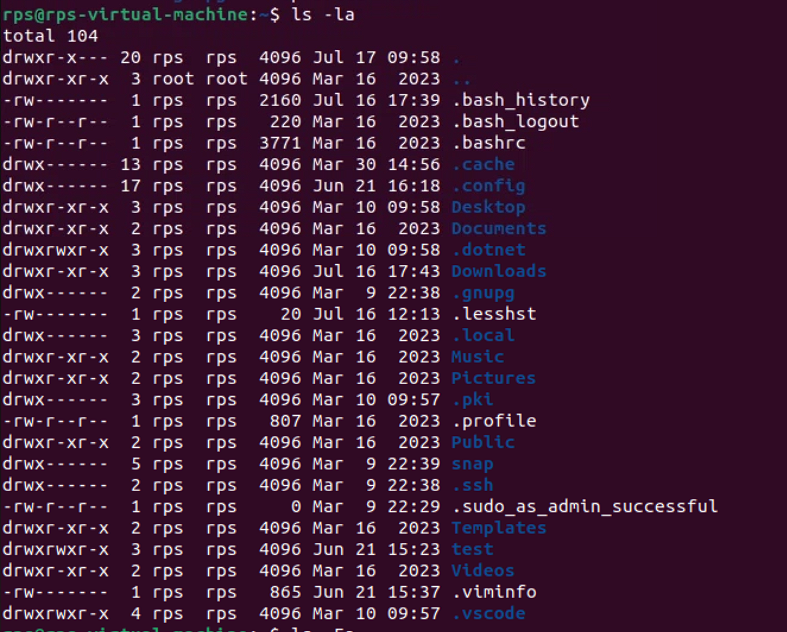 rps@rps-virtual-machine:~$ ls -la
total 104
drwxr-x--- 20 rps  rps  4096 Jul 17 09:58 .
drwxr-xr-x  3 root root 4096 Mar 16  2023 ..
-rw-------  1 rps  rps  2160 Jul 16 17:39 .bash_history
-rw-r--r--  1 rps  rps   220 Mar 16  2023 .bash_logout
-rw-r--r--  1 rps  rps  3771 Mar 16  2023 .bashrc
drwx------ 13 rps  rps  4096 Mar 30 14:56 .cache
drwx------ 17 rps  rps  4096 Jun 21 16:18 .config
drwxr-xr-x  3 rps  rps  4096 Mar 10 09:58 Desktop
drwxr-xr-x  2 rps  rps  4096 Mar 16  2023 Documents
drwxrwxr-x  3 rps  rps  4096 Mar 10 09:58 .dotnet
drwxr-xr-x  3 rps  rps  4096 Jul 16 17:43 Downloads
drwx------  2 rps  rps  4096 Mar  9 22:38 .gnupg
-rw-------  1 rps  rps    20 Jul 16 12:13 .lesshst
drwx------  3 rps  rps  4096 Mar 16  2023 .local
drwxr-xr-x  2 rps  rps  4096 Mar 16  2023 Music
drwxr-xr-x  2 rps  rps  4096 Mar 16  2023 Pictures
drwx------  3 rps  rps  4096 Mar 10 09:57 .pki
-rw-r--r--  1 rps  rps   807 Mar 16  2023 .profile
drwxr-xr-x  2 rps  rps  4096 Mar 16  2023 Public
drwx------  5 rps  rps  4096 Mar  9 22:39 snap
drwx------  2 rps  rps  4096 Mar  9 22:38 .ssh
-rw-r--r--  1 rps  rps     0 Mar  9 22:29 .sudo_as_admin_successful
drwxr-xr-x  2 rps  rps  4096 Mar 16  2023 Templates
drwxrwxr-x  3 rps  rps  4096 Jun 21 15:23 test
drwxr-xr-x  2 rps  rps  4096 Mar 16  2023 Videos
-rw-------  1 rps  rps   865 Jun 21 15:37 .viminfo
drwxrwxr-x  4 rps  rps  4096 Mar 10 09:57 .vscode
rps@rps-virtual-machine:~$ ls